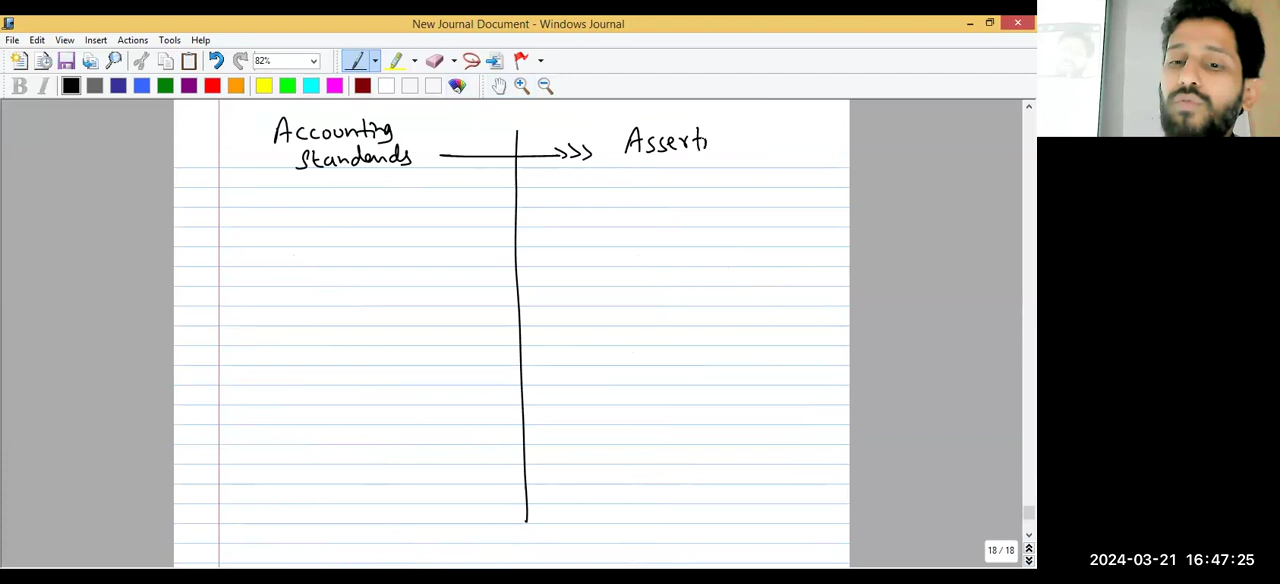 New Journal Document - Windows Journal
File Edit View Insert Actions Tools Help
82%
B I
Accounting
Standards
Asserti
18 / 18
2024-03-21 16:47:25